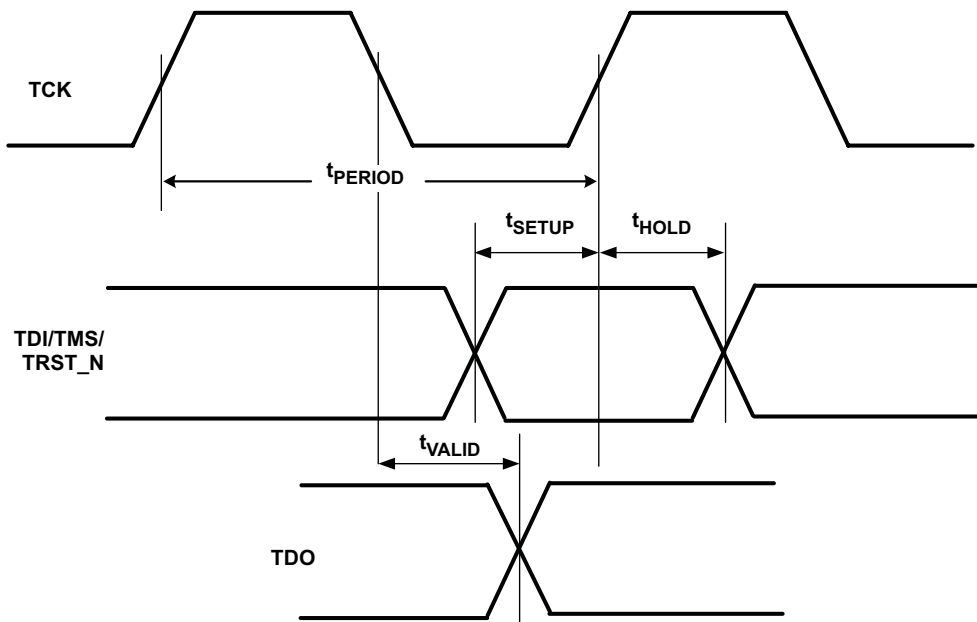 TCK
tPERIOD
tSETUP
tHOLD
TDI/TMS/
TRST_N
tVALID
TDO